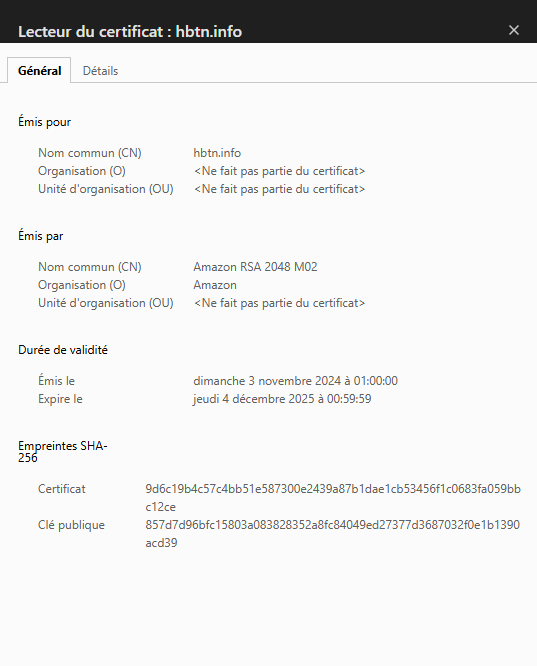 Lecteur du certificat : hbtn.info
Général Détails
Émis pour
Nom commun (CN) hbtn.info
Organisation (O) <Ne fait pas partie du certificat>
Unité d'organisation (OU) <Ne fait pas partie du certificat>
Émis par
Nom commun (CN) Amazon RSA 2048 M02
Organisation (O) Amazon
Unité d'organisation (OU) <Ne fait pas partie du certificat>
Durée de validité
Émis le dimanche 3 novembre 2024 à 01:00:00
Expire le jeudi 4 décembre 2025 à 00:59:59
Empreintes SHA-
256
Certificat 9d6c19b4c57c4bb51e587300e2439a87b1dae1cb53456f1c0683fa059bb
c12ce
Clé publique 857d7d96bfc15803a083828352a8fc84049ed27377d3687032f0e1b1390
acd39